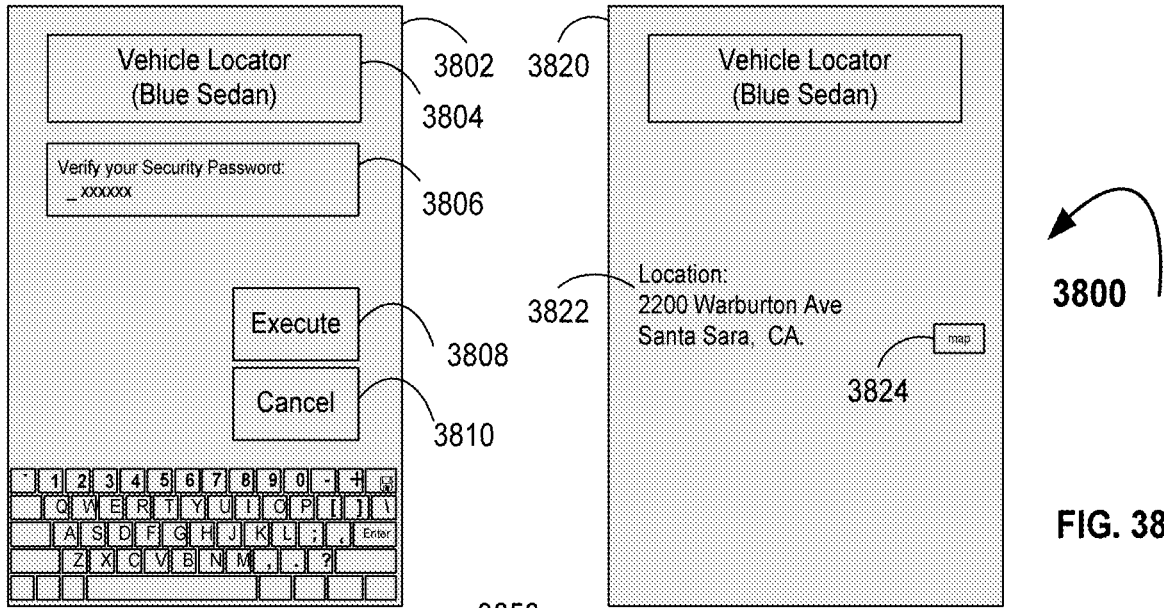 Vehicle Locator
(Blue Sedan)
3802
3804
Verify your Security Password:
_ xxxxxx
3806
Execute
3808
Cancel
3810
` 1 2 3 4 5 6 7 8 9 0 - +
Q W E R T Y U I O P [ ] \
A S D F G H J K L ; , Enter
Z X C V B N M , . ?
3820
Vehicle Locator
(Blue Sedan)
3822
Location:
2200 Warburton Ave
Santa Sara, CA.
map
3824
3800
FIG. 38